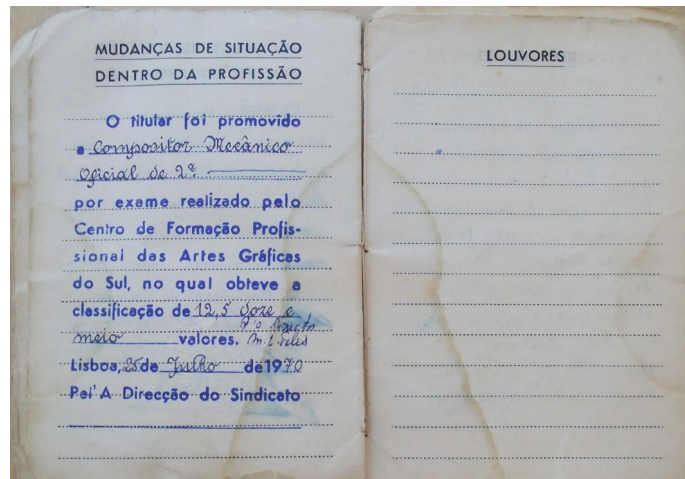 MUDANÇAS DE SITUAÇÃO
DENTRO DA PROFISSÃO
O titular foi promovido
a Compositor Mecânico
Oficial de 2ª
por exame realizado pelo
Centro de Formação Profis-
sional das Artes Gráficas
do Sul, no qual obteve a
classificação de 12,5 doze e
meio valores.
Lisboa, 25 de Julho de 1970
Pel'A Direcção do Sindicato
LOUVORES